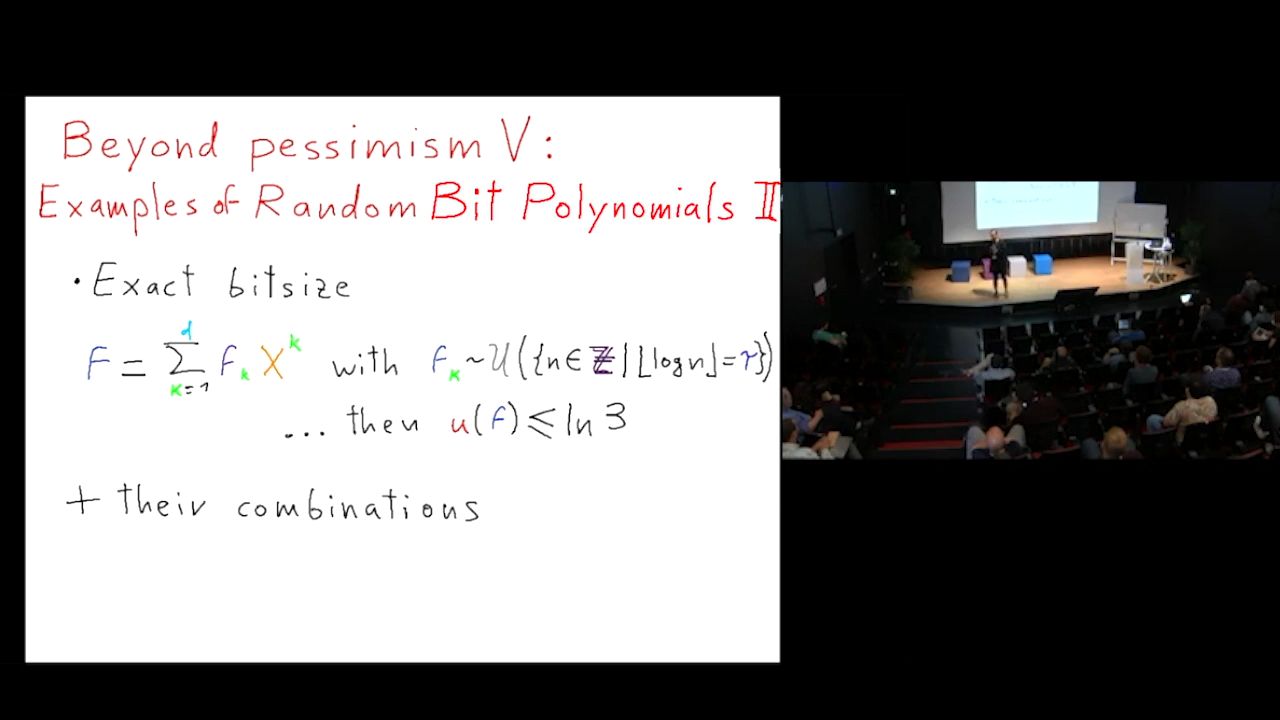 Beyond pessimism V:
Examples of Random Bit Polynomials II
• Exact bitsize
F = ∑_{k=1}^{d} f_k X^k with f_k ~ U({n ∈ ℤ | ⌊log n⌋ = τ})
... then u(f) ≤ ln 3
+ their combinations